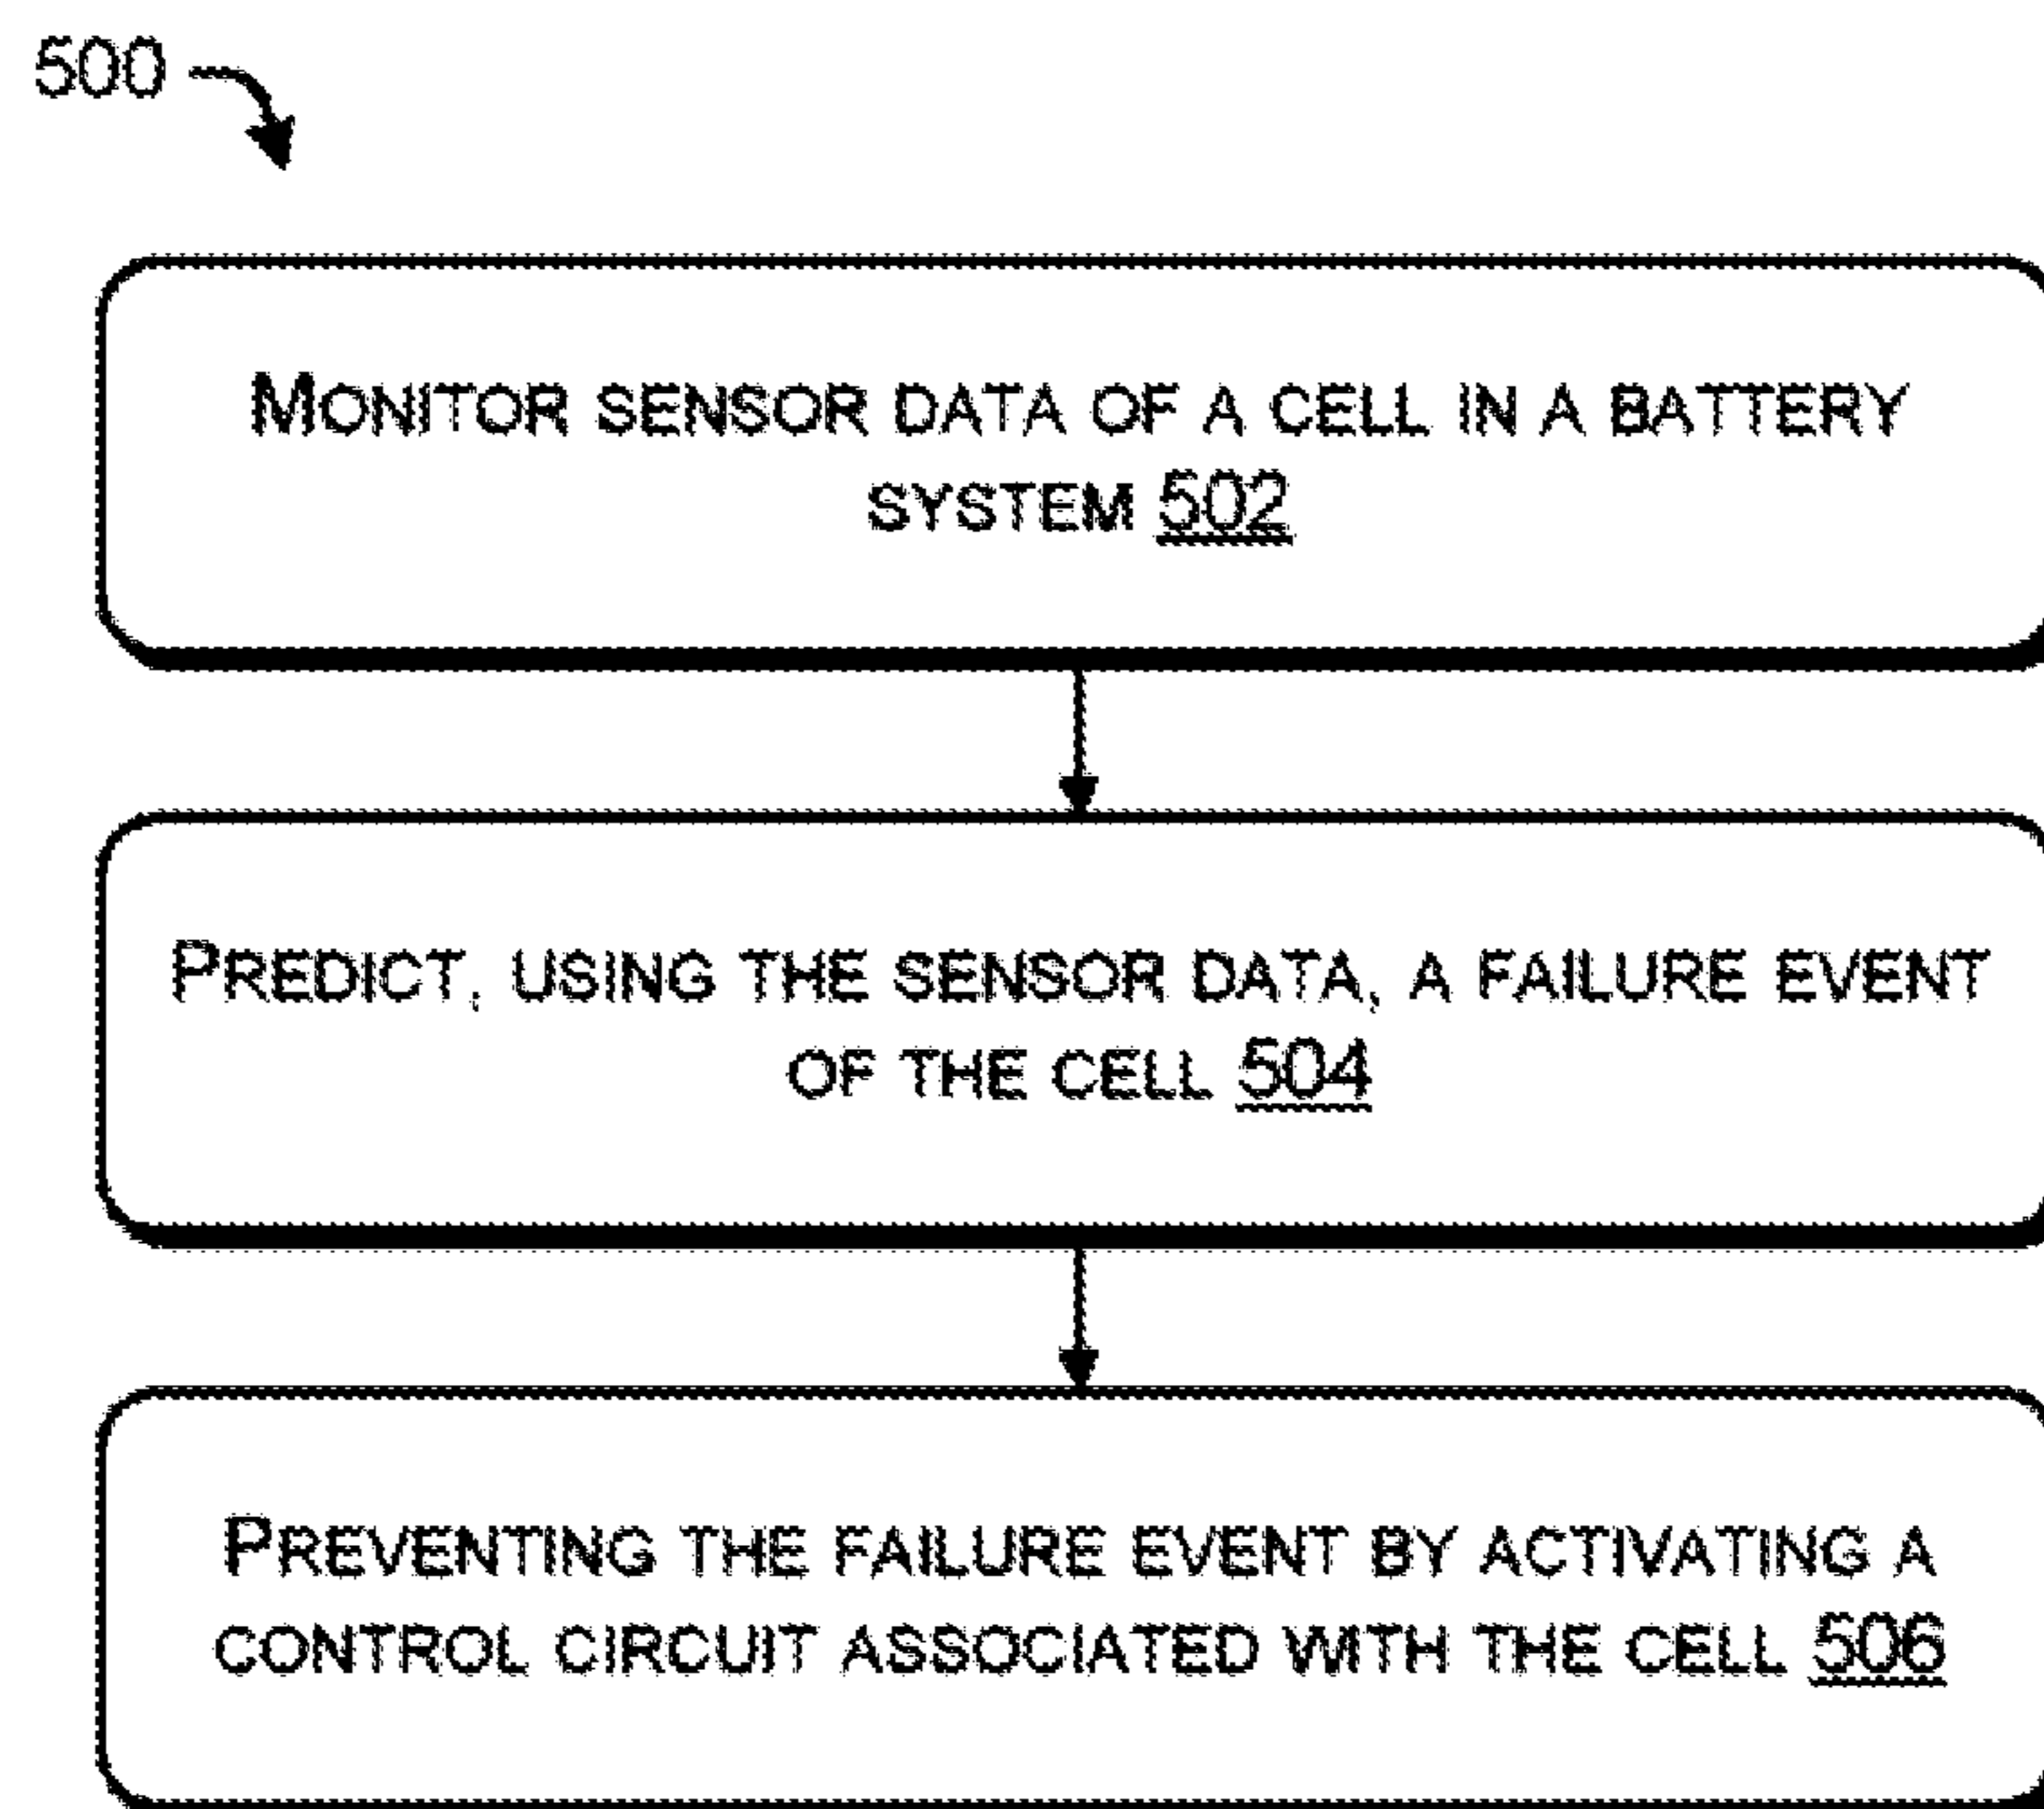 500
MONITOR SENSOR DATA OF A CELL IN A BATTERY
SYSTEM 502
PREDICT, USING THE SENSOR DATA, A FAILURE EVENT
OF THE CELL 504
PREVENTING THE FAILURE EVENT BY ACTIVATING A
CONTROL CIRCUIT ASSOCIATED WITH THE CELL 506